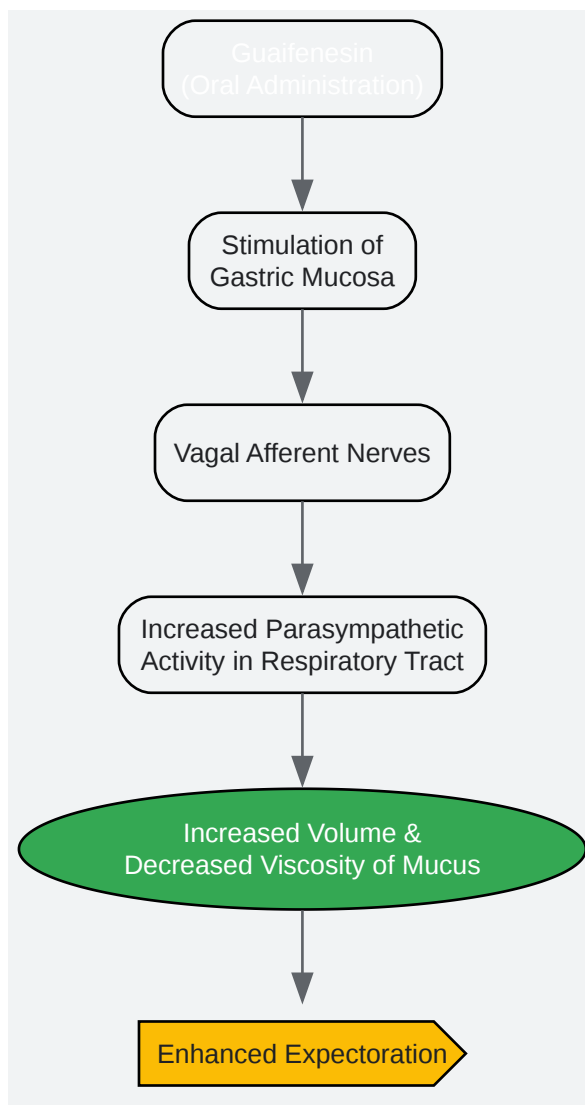 Guaifenesin
(Oral Administration)
Stimulation of
Gastric Mucosa
Vagal Afferent Nerves
Increased Parasympathetic
Activity in Respiratory Tract
Increased Volume &
Decreased Viscosity of Mucus
Enhanced Expectoration